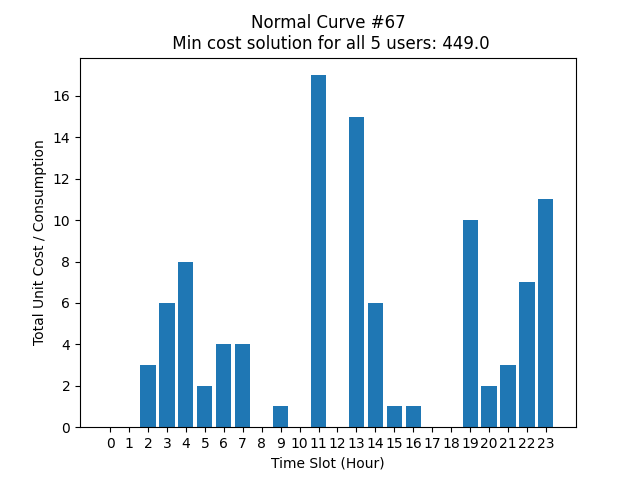 Normal Curve #67
Min cost solution for all 5 users: 449.0
Total Unit Cost / Consumption
16
14
12
10
8
6
4
2
0
0 1 2 3 4 5 6 7 8 9 10 11 12 13 14 15 16 17 18 19 20 21 22 23
Time Slot (Hour)